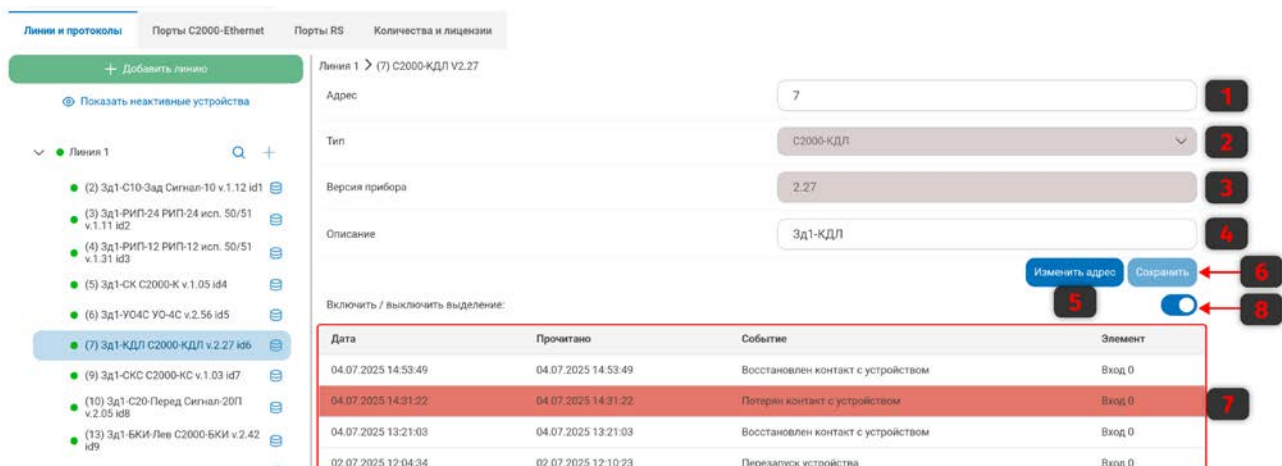 Линии и протоколы
Порты С2000-Ethernet
Порты RS
Количества и лицензии
+ Добавить линию
Показать неактивные устройства
Линия 1
(2) Зд1-С10-Зад Сигнал-10 v.1.12 id1
(3) Зд1-РИП-24 РИП-24 исп. 50/51
v.1.11 id2
(4) Зд1-РИП-12 РИП-12 исп. 50/51
v.1.31 id3
(5) Зд1-СК С2000-К v.1.05 id4
(6) Зд1-УО4С УО-4С v.2.56 id5
(7) Зд1-КДЛ С2000-КДЛ v.2.27 id6
(9) Зд1-СКС С2000-КС v.1.03 id7
(10) Зд1-С20-Перед Сигнал-20П
v.2.05 id8
(13) Зд1-БКИ-Лев С2000-БКИ v.2.42
id9
Линия 1 > (7) С2000-КДЛ V2.27
Адрес 7 1
Тип С2000-КДЛ 2
Версия прибора 2.27 3
Описание Зд1-КДЛ 4
Изменить адрес Сохранить 6
5
Включить / выключить выделение: 8
Дата Прочитано Событие Элемент
04.07.2025 14:53:49 04.07.2025 14:53:49 Восстановлен контакт с устройством Вход 0
04.07.2025 14:31:22 04.07.2025 14:31:22 Потерян контакт с устройством Вход 0 7
04.07.2025 13:21:03 04.07.2025 13:21:03 Восстановлен контакт с устройством Вход 0
02.07.2025 12:04:34 02.07.2025 12:10:23 Перезапуск устройства Вход 0